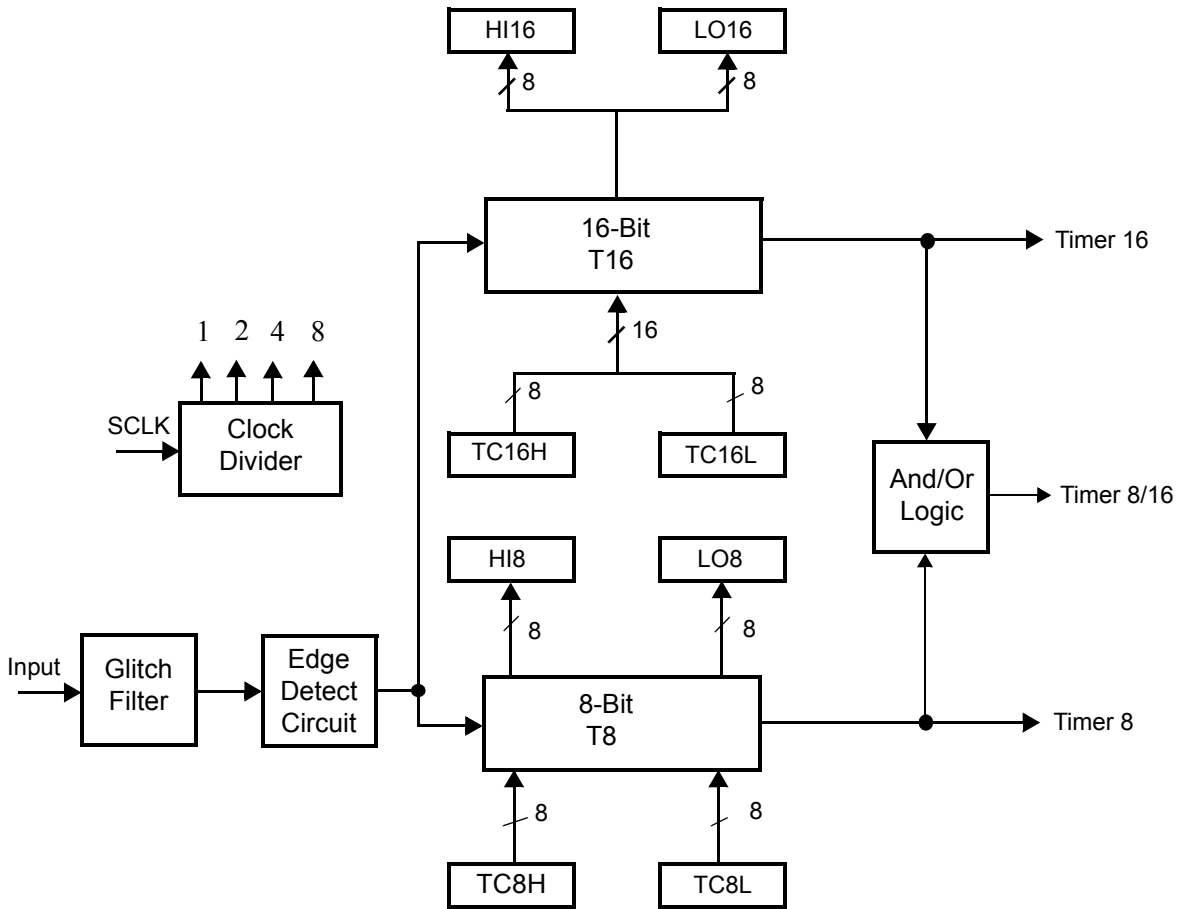 HI16
LO16
8
8
16-Bit
T16
Timer 16
16
1 2 4 8
8
8
SCLK
Clock
Divider
TC16H
TC16L
And/Or
Logic
Timer 8/16
HI8
LO8
8
8
Input
Glitch
Filter
Edge
Detect
Circuit
8-Bit
T8
Timer 8
8
8
TC8H
TC8L